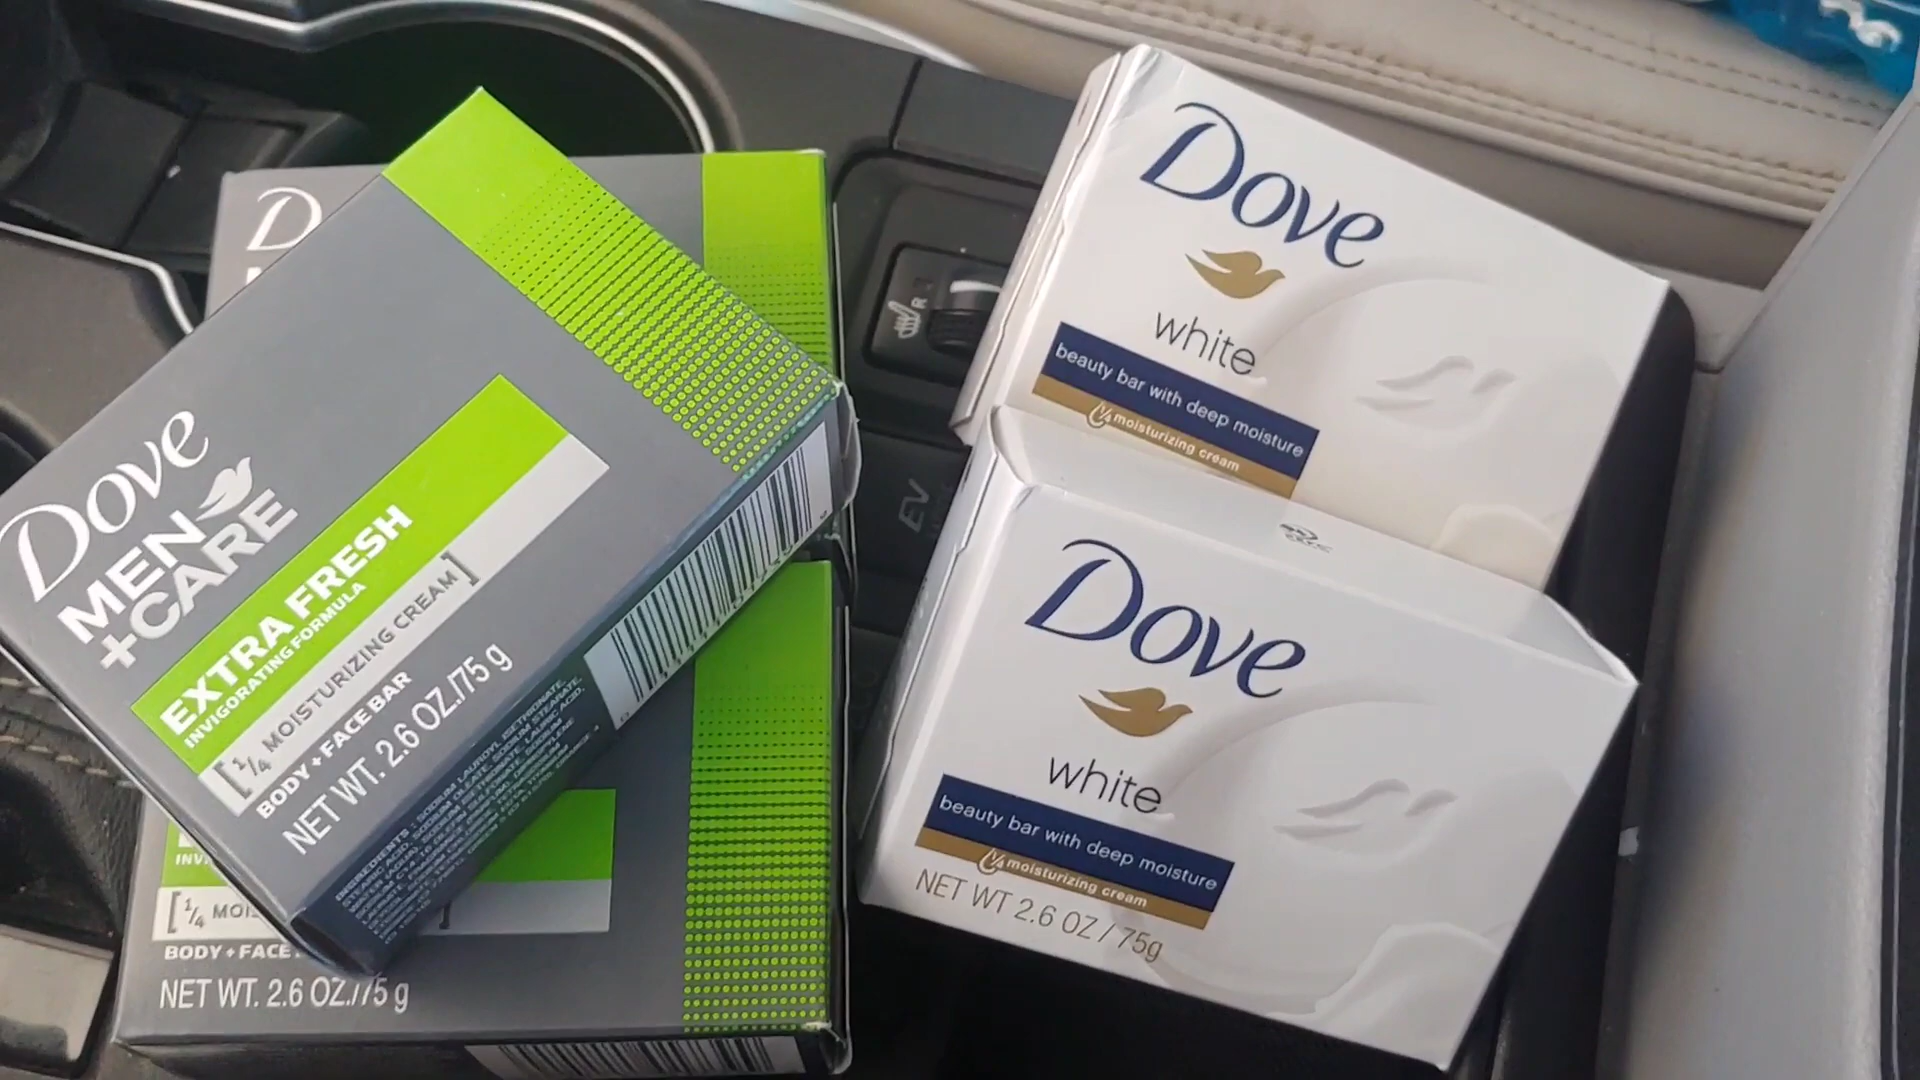 Dove
MEN
+CARE
EXTRA FRESH
INVIGORATING FORMULA
[1/4 MOISTURIZING CREAM]
BODY + FACE BAR
NET WT. 2.6 OZ./75 g
D
INV
[1/4 MOIS
BODY + FACE
NET WT. 2.6 OZ./75 g
R
EV
Dove
white
beauty bar with deep moisture
1/4 moisturizing cream
Dove
white
beauty bar with deep moisture
1/4 moisturizing cream
NET WT 2.6 OZ / 75g